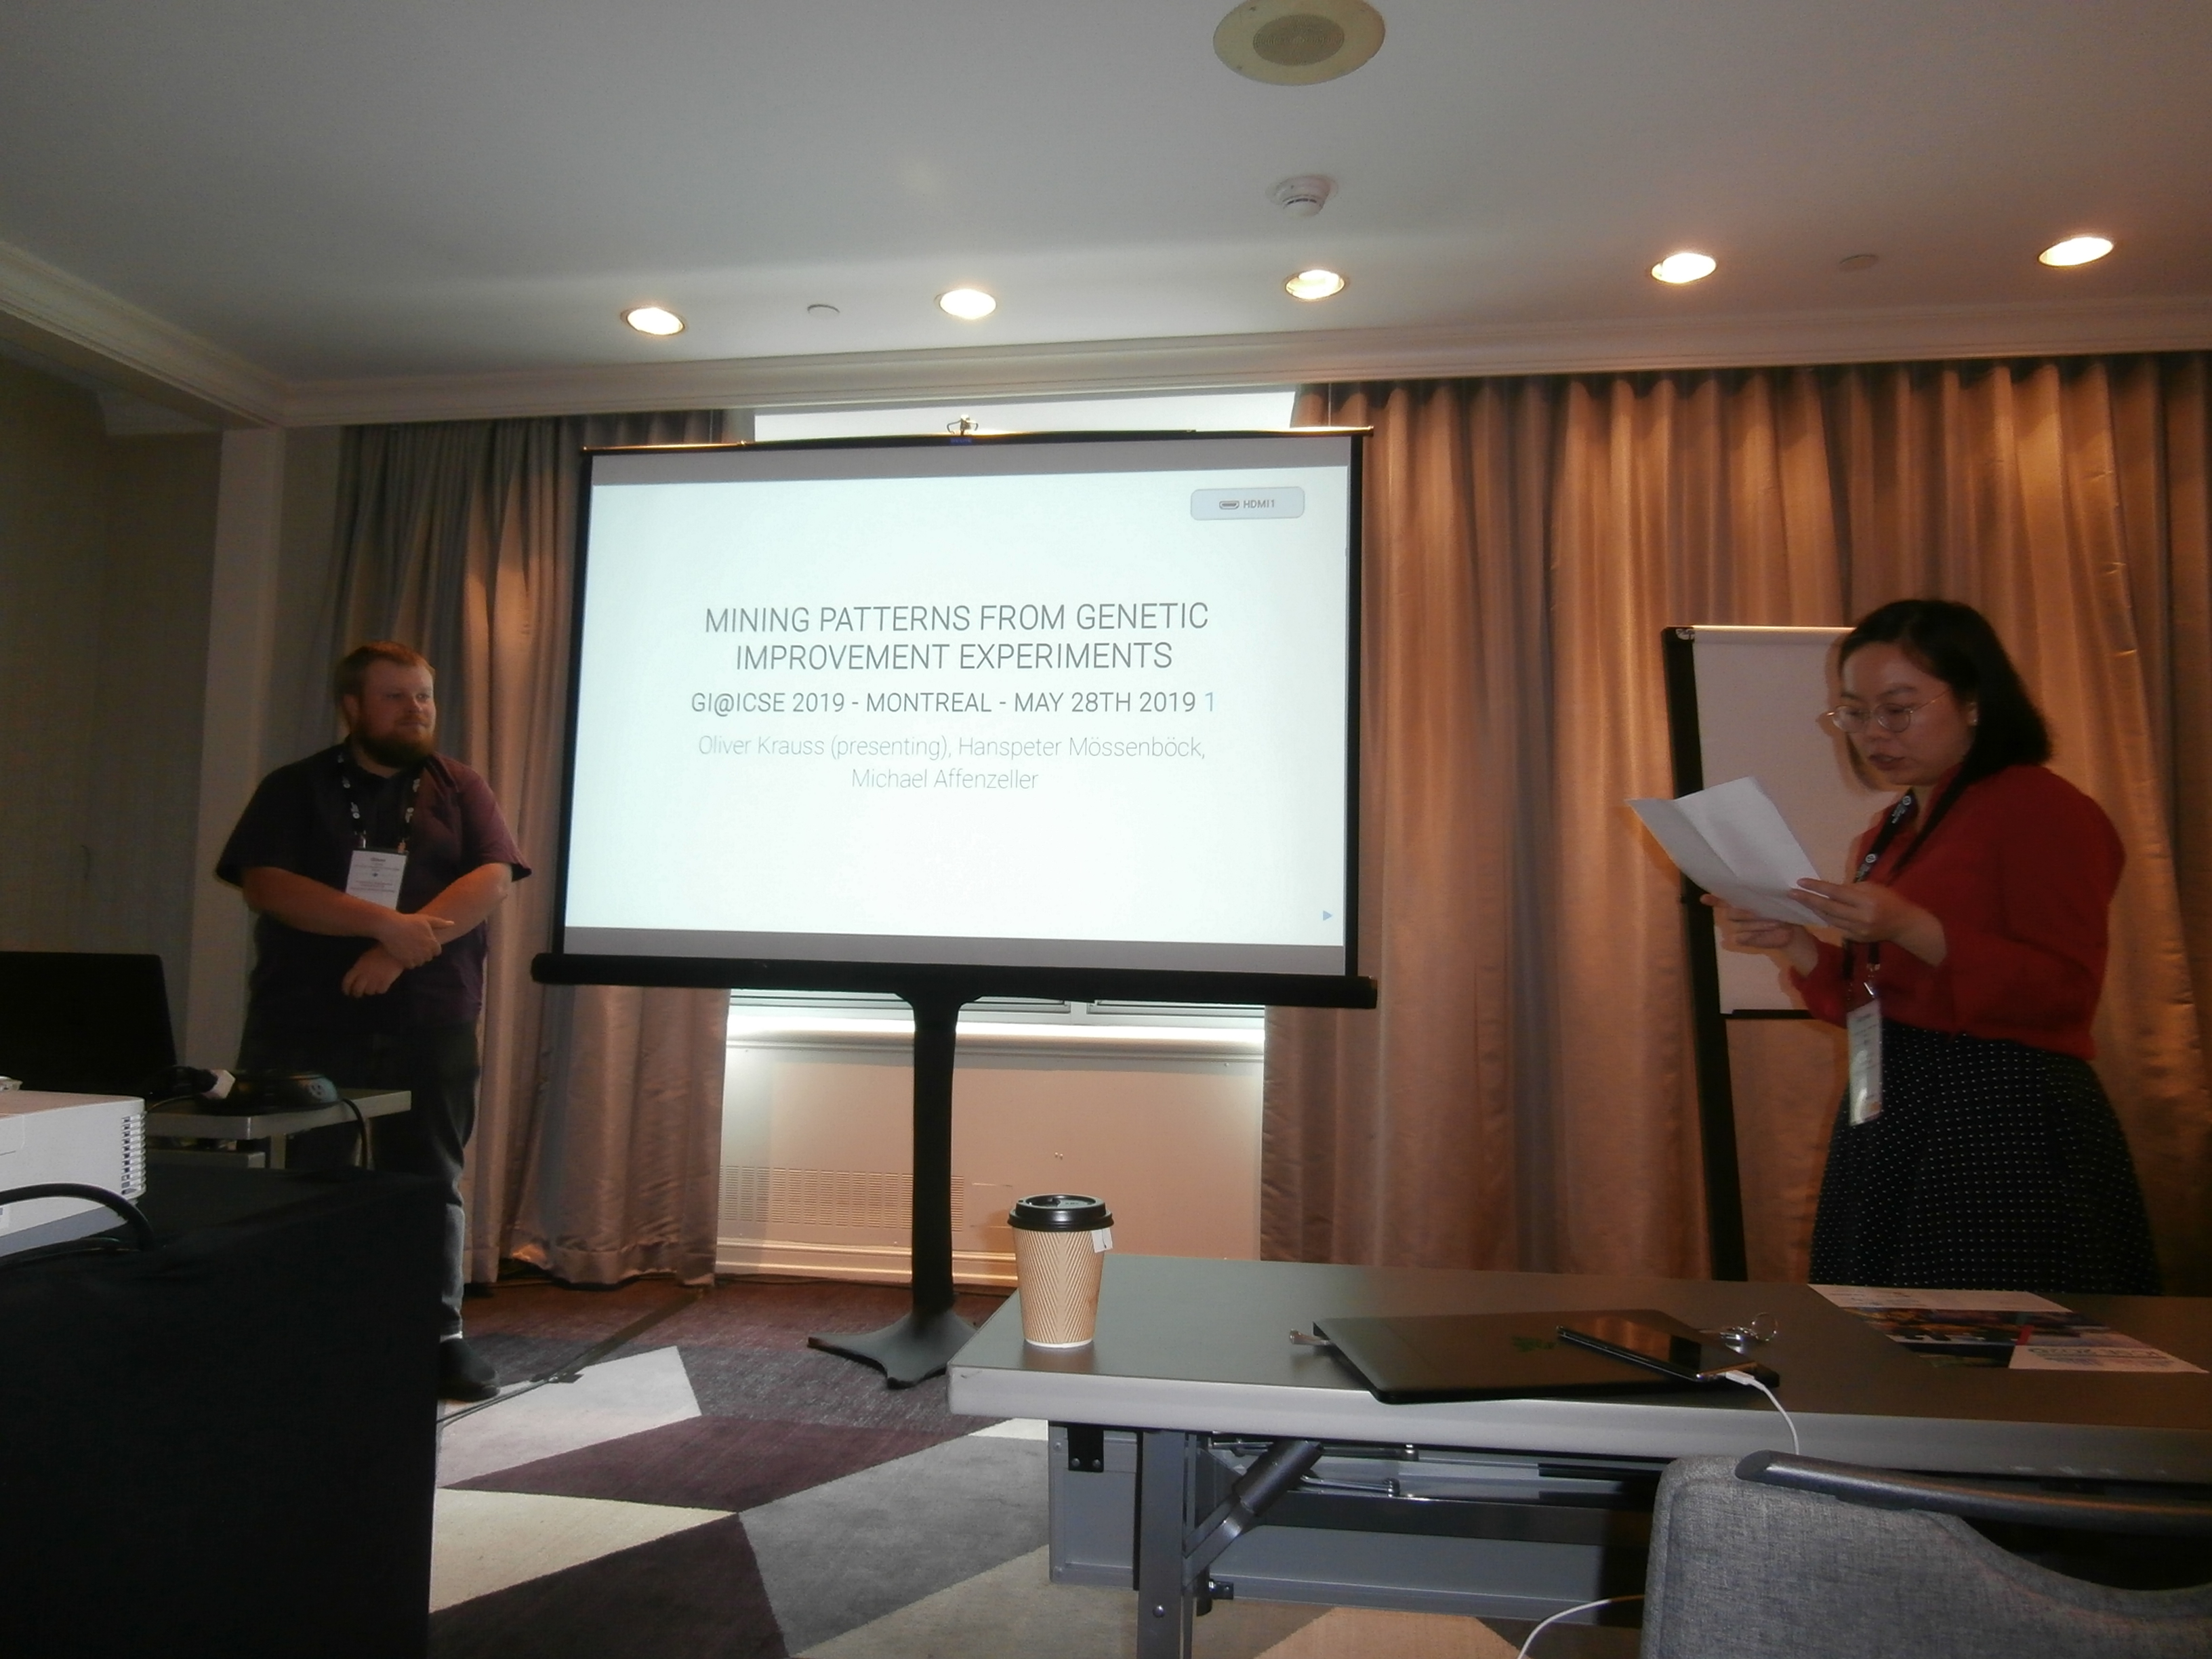 HDMI1
MINING PATTERNS FROM GENETIC
IMPROVEMENT EXPERIMENTS
GI@ICSE 2019 - MONTREAL - MAY 28TH 2019 1
Oliver Krauss (presenting), Hanspeter Mössenböck,
Michael Affenzeller